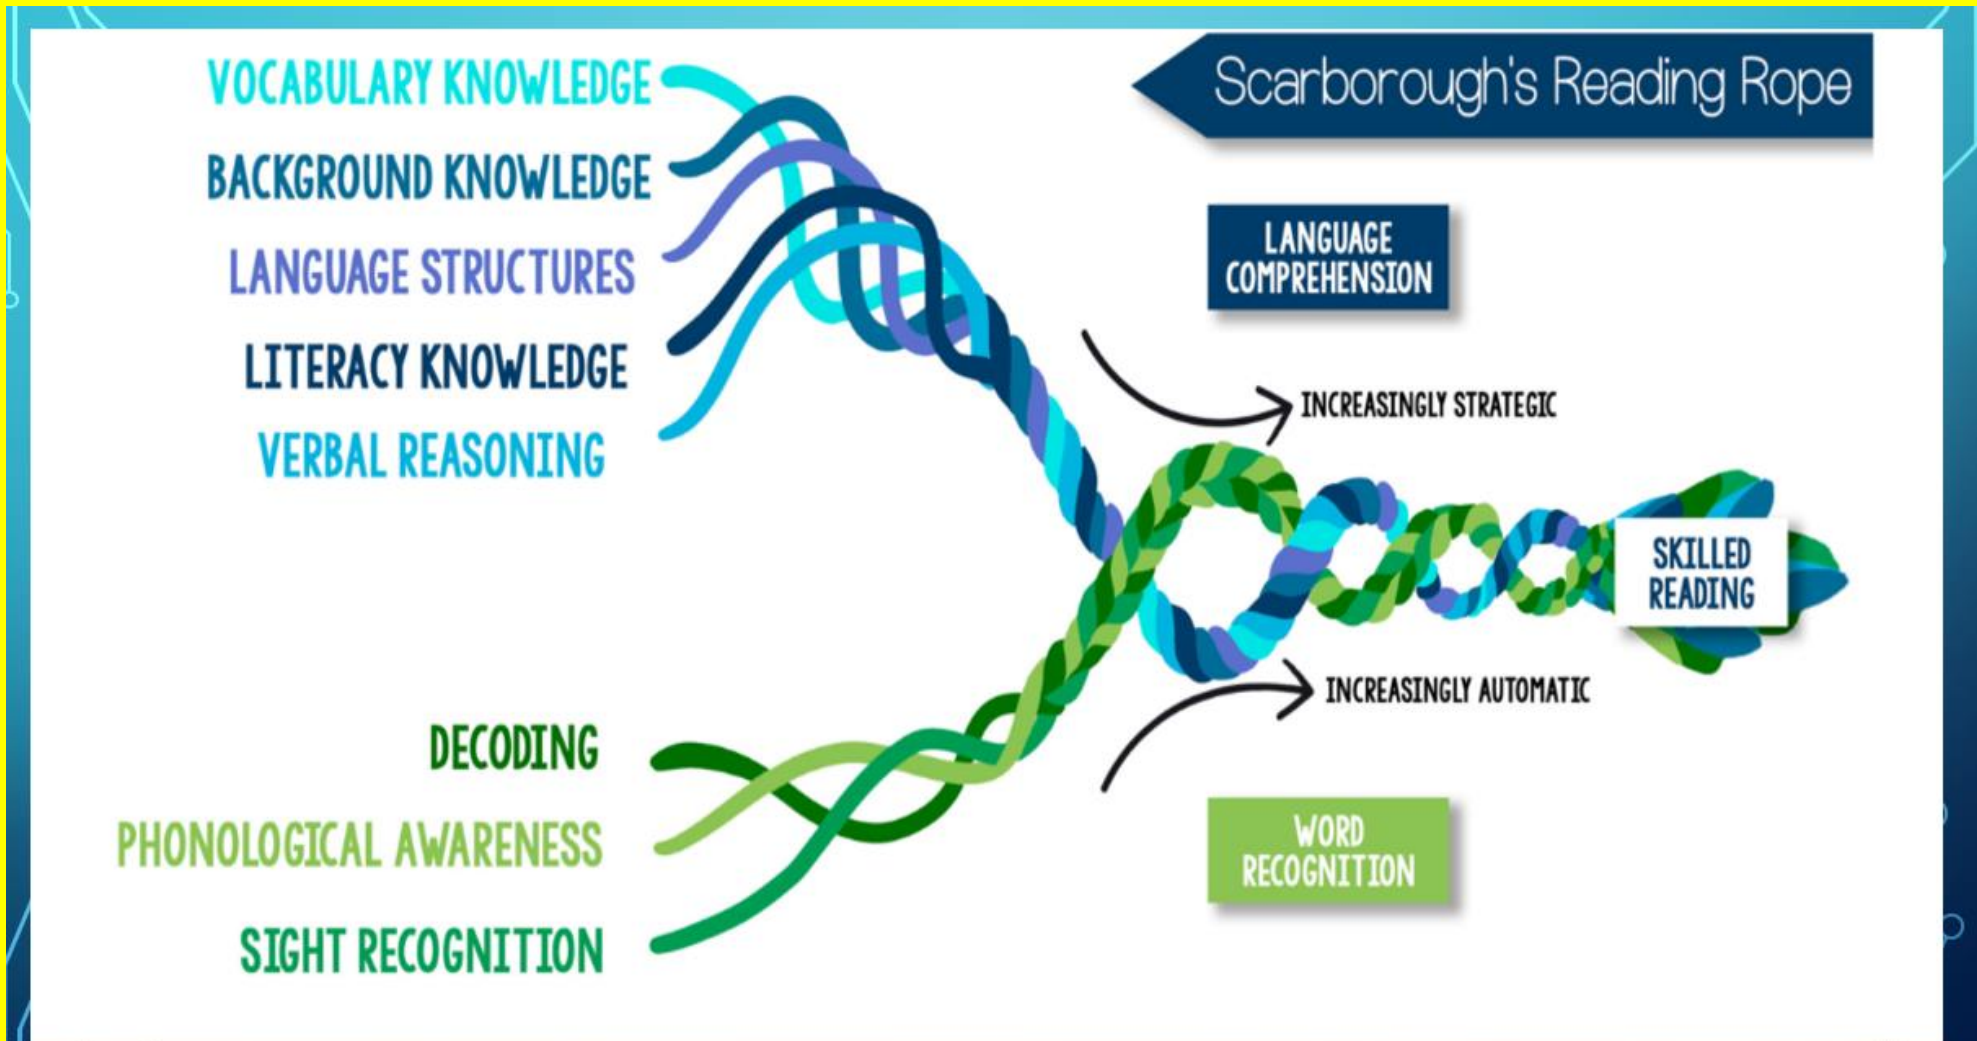 Scarborough's Reading Rope
VOCABULARY KNOWLEDGE
BACKGROUND KNOWLEDGE
LANGUAGE STRUCTURES
LITERACY KNOWLEDGE
VERBAL REASONING
LANGUAGE
COMPREHENSION
INCREASINGLY STRATEGIC
SKILLED
READING
INCREASINGLY AUTOMATIC
DECODING
PHONOLOGICAL AWARENESS
SIGHT RECOGNITION
WORD
RECOGNITION